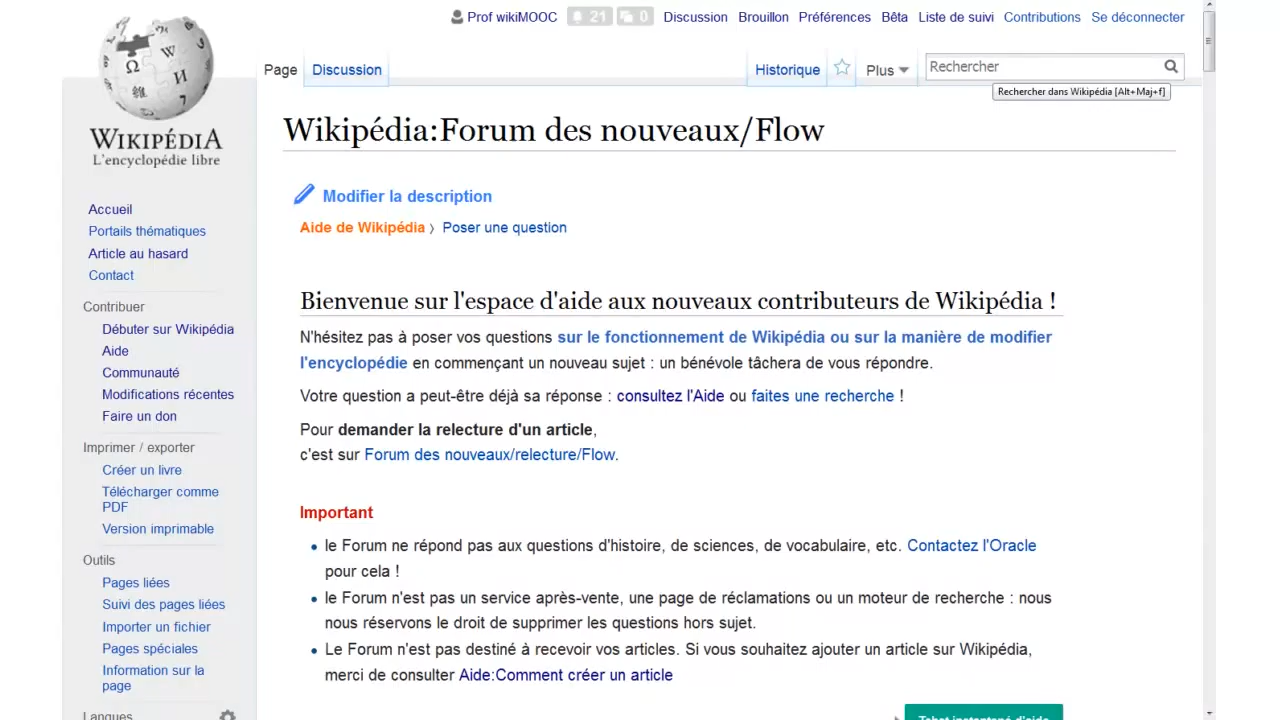 Prof wikiMOOC 21 0 Discussion Brouillon Préférences Bêta Liste de suivi Contributions Se déconnecter
Page Discussion Historique Plus Rechercher
Rechercher dans Wikipédia [Alt+Maj+f]
WIKIPÉDIA
L'encyclopédie libre
Accueil
Portails thématiques
Article au hasard
Contact
Contribuer
Débuter sur Wikipédia
Aide
Communauté
Modifications récentes
Faire un don
Imprimer / exporter
Créer un livre
Télécharger comme
PDF
Version imprimable
Outils
Pages liées
Suivi des pages liées
Importer un fichier
Pages spéciales
Information sur la
page
Langues
Wikipédia:Forum des nouveaux/Flow
Modifier la description
Aide de Wikipédia 〉 Poser une question
Bienvenue sur l'espace d'aide aux nouveaux contributeurs de Wikipédia !
N'hésitez pas à poser vos questions sur le fonctionnement de Wikipédia ou sur la manière de modifier
l'encyclopédie en commençant un nouveau sujet : un bénévole tâchera de vous répondre.
Votre question a peut-être déjà sa réponse : consultez l'Aide ou faites une recherche !
Pour demander la relecture d'un article,
c'est sur Forum des nouveaux/relecture/Flow.
Important
• le Forum ne répond pas aux questions d'histoire, de sciences, de vocabulaire, etc. Contactez l'Oracle
pour cela !
• le Forum n'est pas un service après-vente, une page de réclamations ou un moteur de recherche : nous
nous réservons le droit de supprimer les questions hors sujet.
• Le Forum n'est pas destiné à recevoir vos articles. Si vous souhaitez ajouter un article sur Wikipédia,
merci de consulter Aide:Comment créer un article
Tchat instantané d'aide